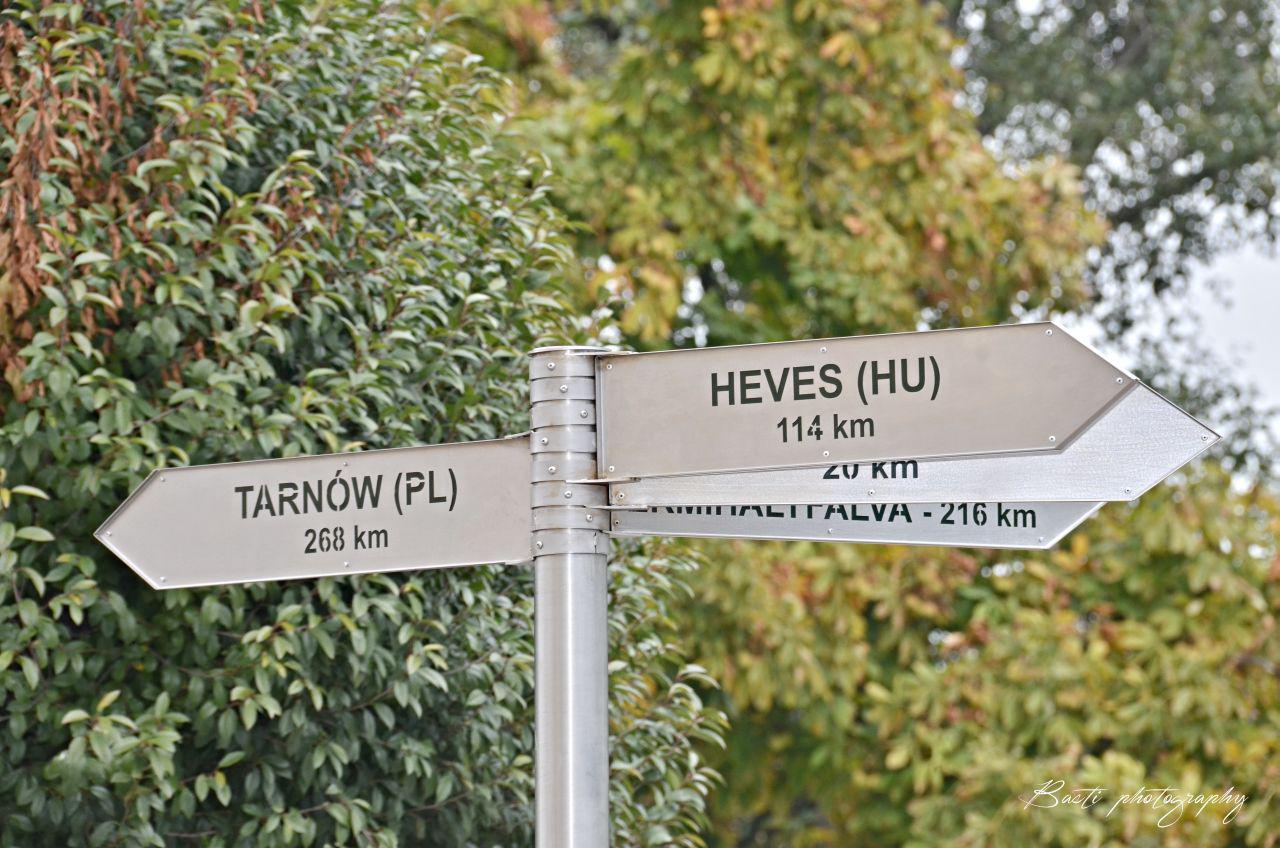 HEVES (HU)
114 km
20 km
- 216 km
TARNÓW (PL)
268 km
Basti photography